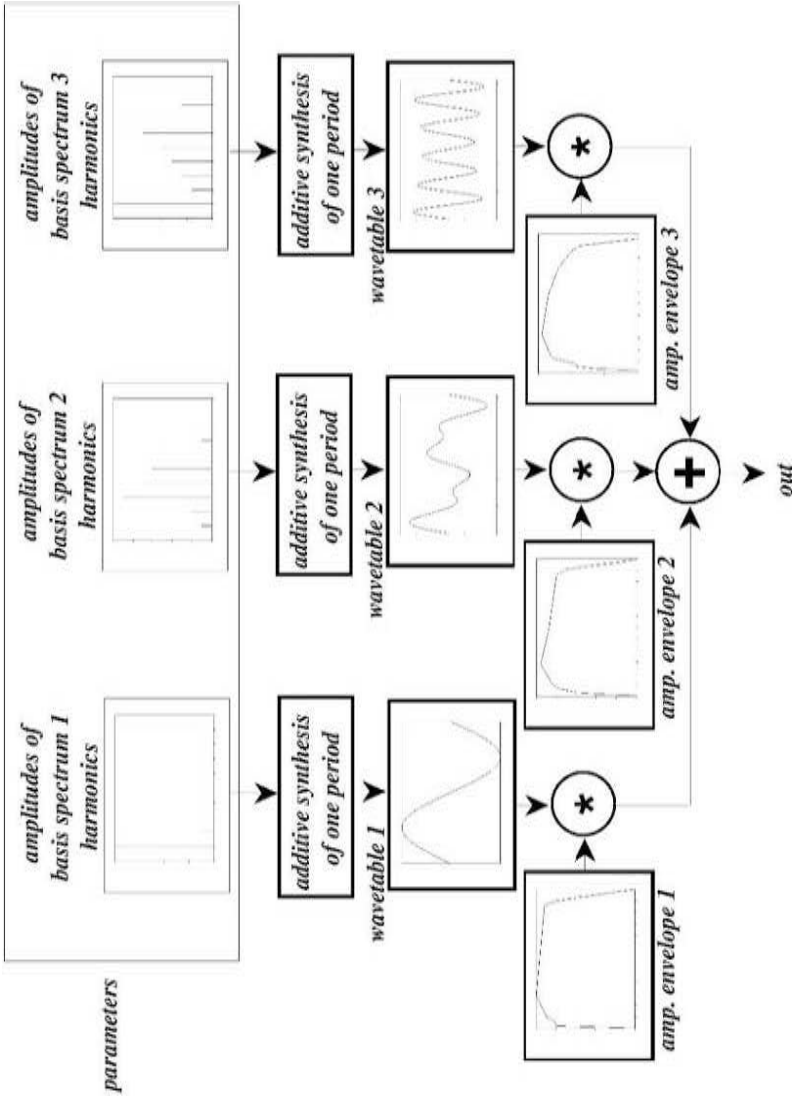 parameters
amplitudes of
basis spectrum 1
harmonics
amplitudes of
basis spectrum 2
harmonics
amplitudes of
basis spectrum 3
harmonics
additive synthesis
of one period
additive synthesis
of one period
additive synthesis
of one period
wavetable 1
wavetable 2
wavetable 3
*
*
*
amp. envelope 1
amp. envelope 2
amp. envelope 3
+
out